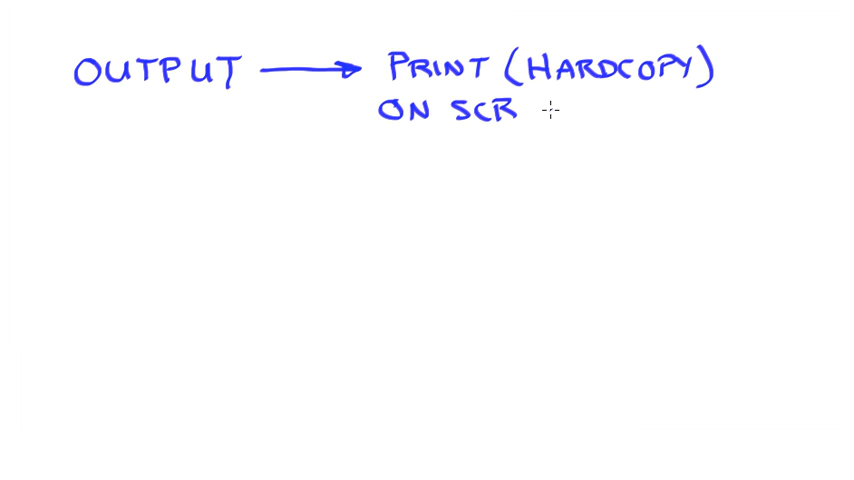 OUTPUT → PRINT (HARDCOPY)
ON SCR